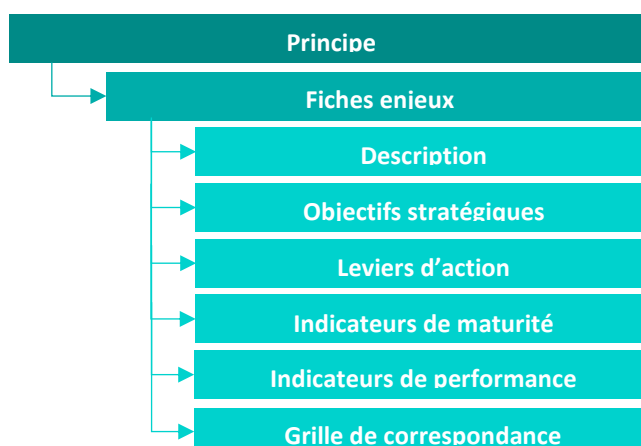 Principe
Fiches enjeux
Description
Objectifs stratégiques
Leviers d’action
Indicateurs de maturité
Indicateurs de performance
Grille de correspondance